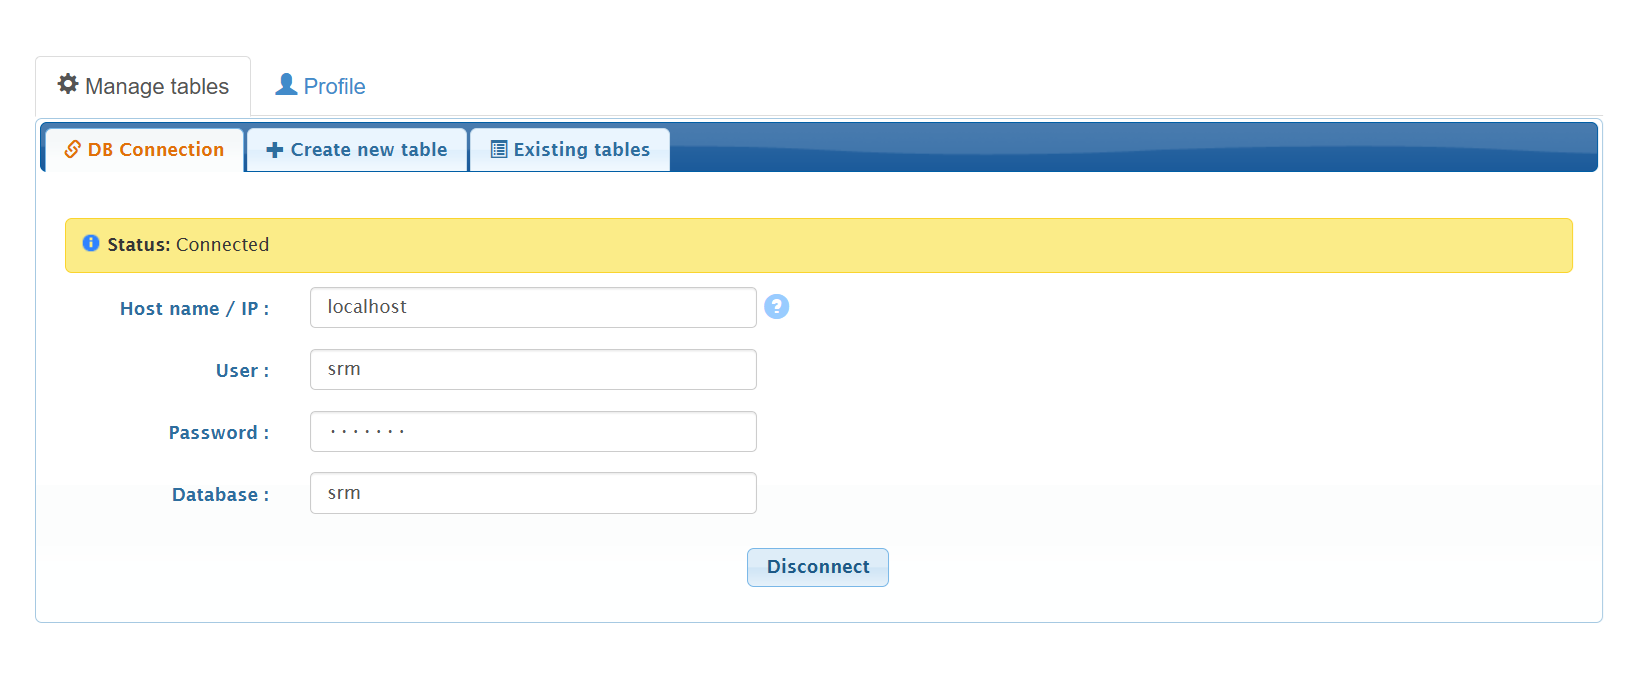 Manage tables Profile
DB Connection Create new table Existing tables
Status: Connected
Host name / IP : localhost ?
User : srm
Password : ·······
Database : srm
Disconnect